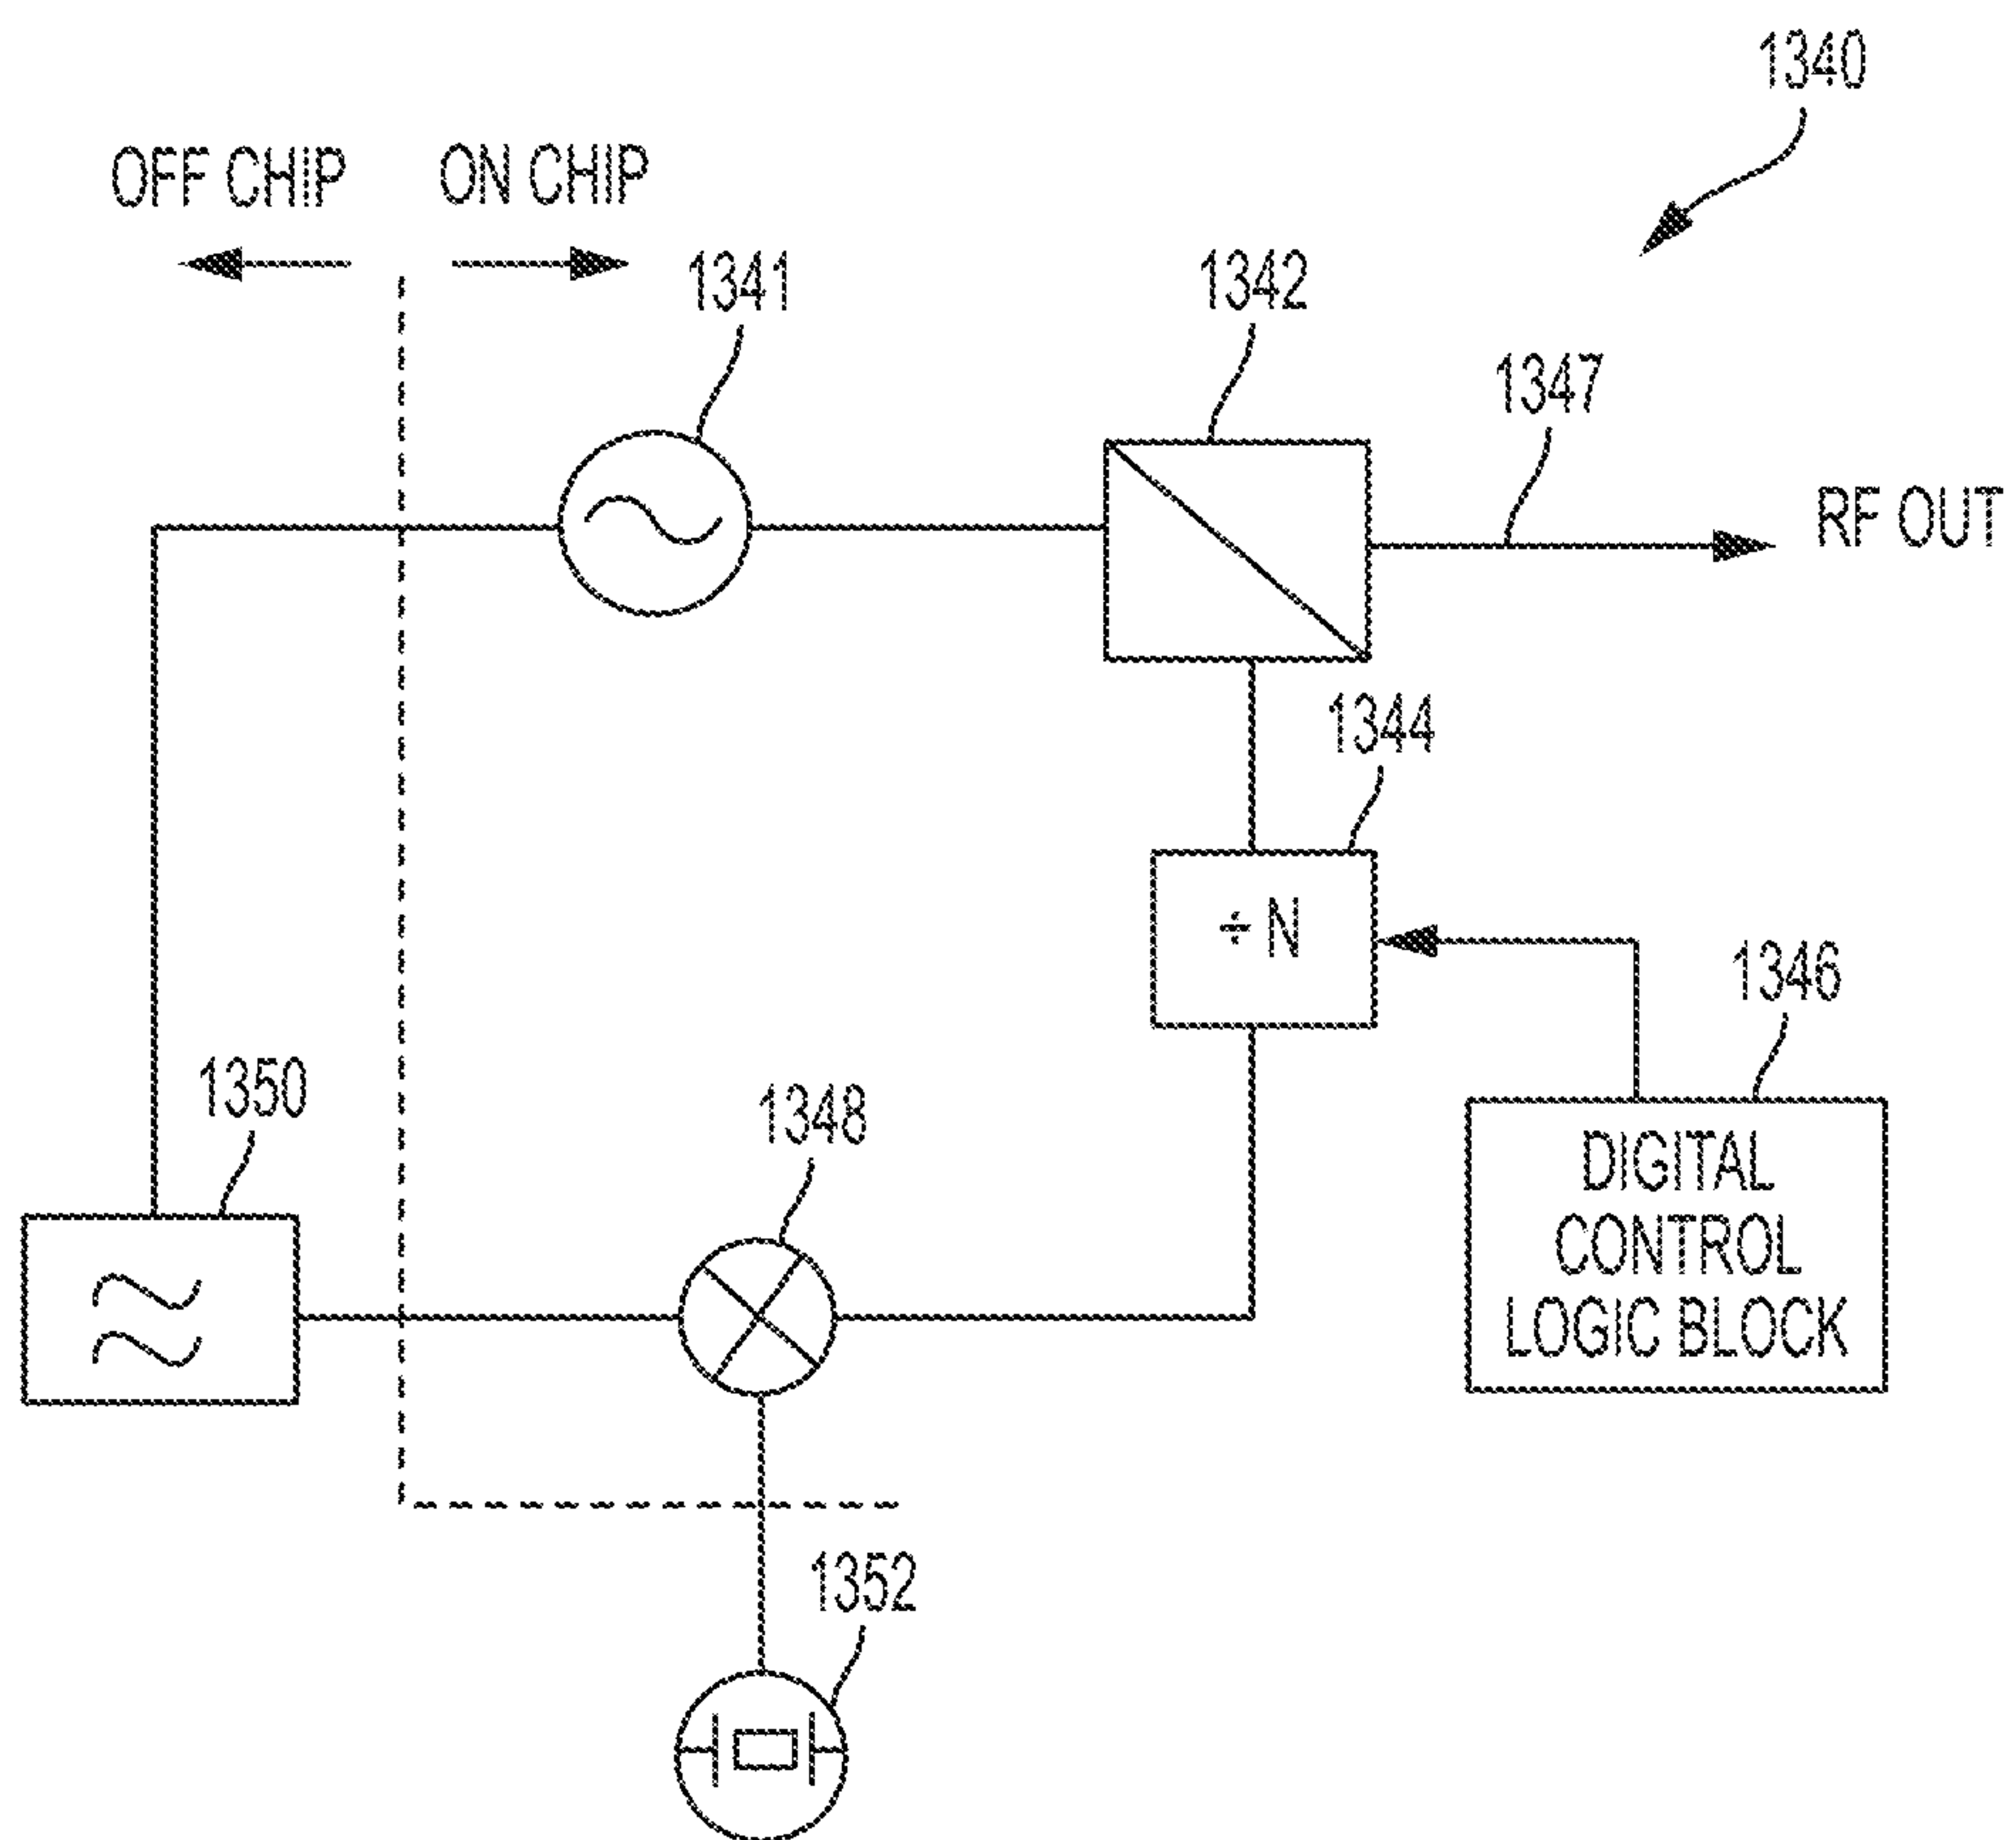 1340
OFF CHIP
ON CHIP
1341
1342
1347
RF OUT
1344
÷ N
1346
1350
1348
DIGITAL
CONTROL
LOGIC BLOCK
1352